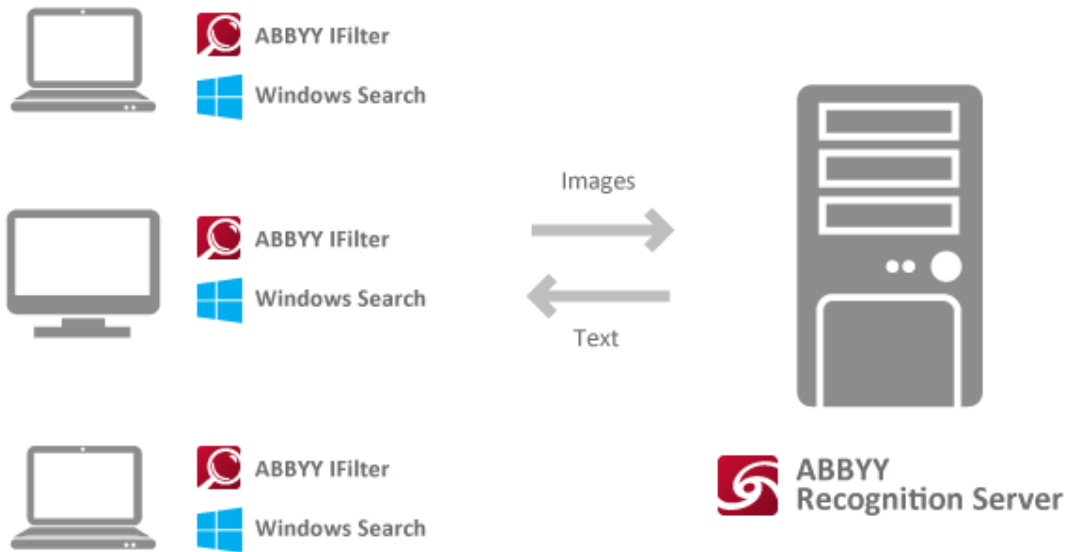 ABBYY IFilter
Windows Search
Images
ABBYY IFilter
Windows Search
Text
ABBYY IFilter
Windows Search
ABBYY
Recognition Server